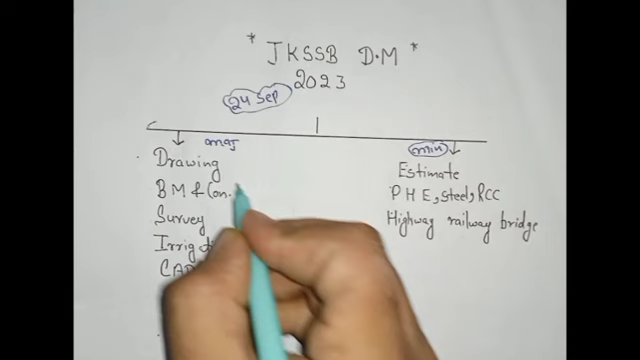 * JKSSB D.M *
2023
24 Sep
maj
min
Drawing
BM & Con.
Survey
Estimate
PHE, Steel, RCC
Highway railway bridge